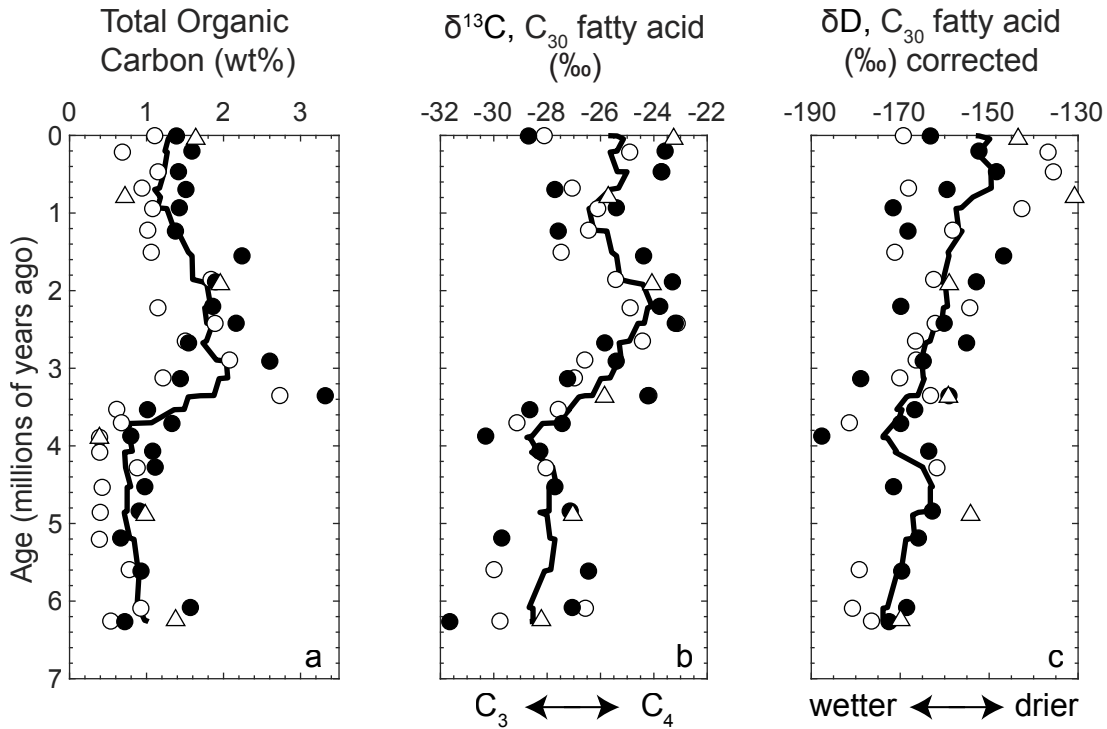 Total Organic
Carbon (wt%)
δ¹³C, C₃₀ fatty acid
(‰)
δD, C₃₀ fatty acid
(‰) corrected
0 1 2 3
-32 -30 -28 -26 -24 -22
-190 -170 -150 -130
Age (millions of years ago)
0
1
2
3
4
5
6
7
a
b
c
C₃ C₄
wetter drier